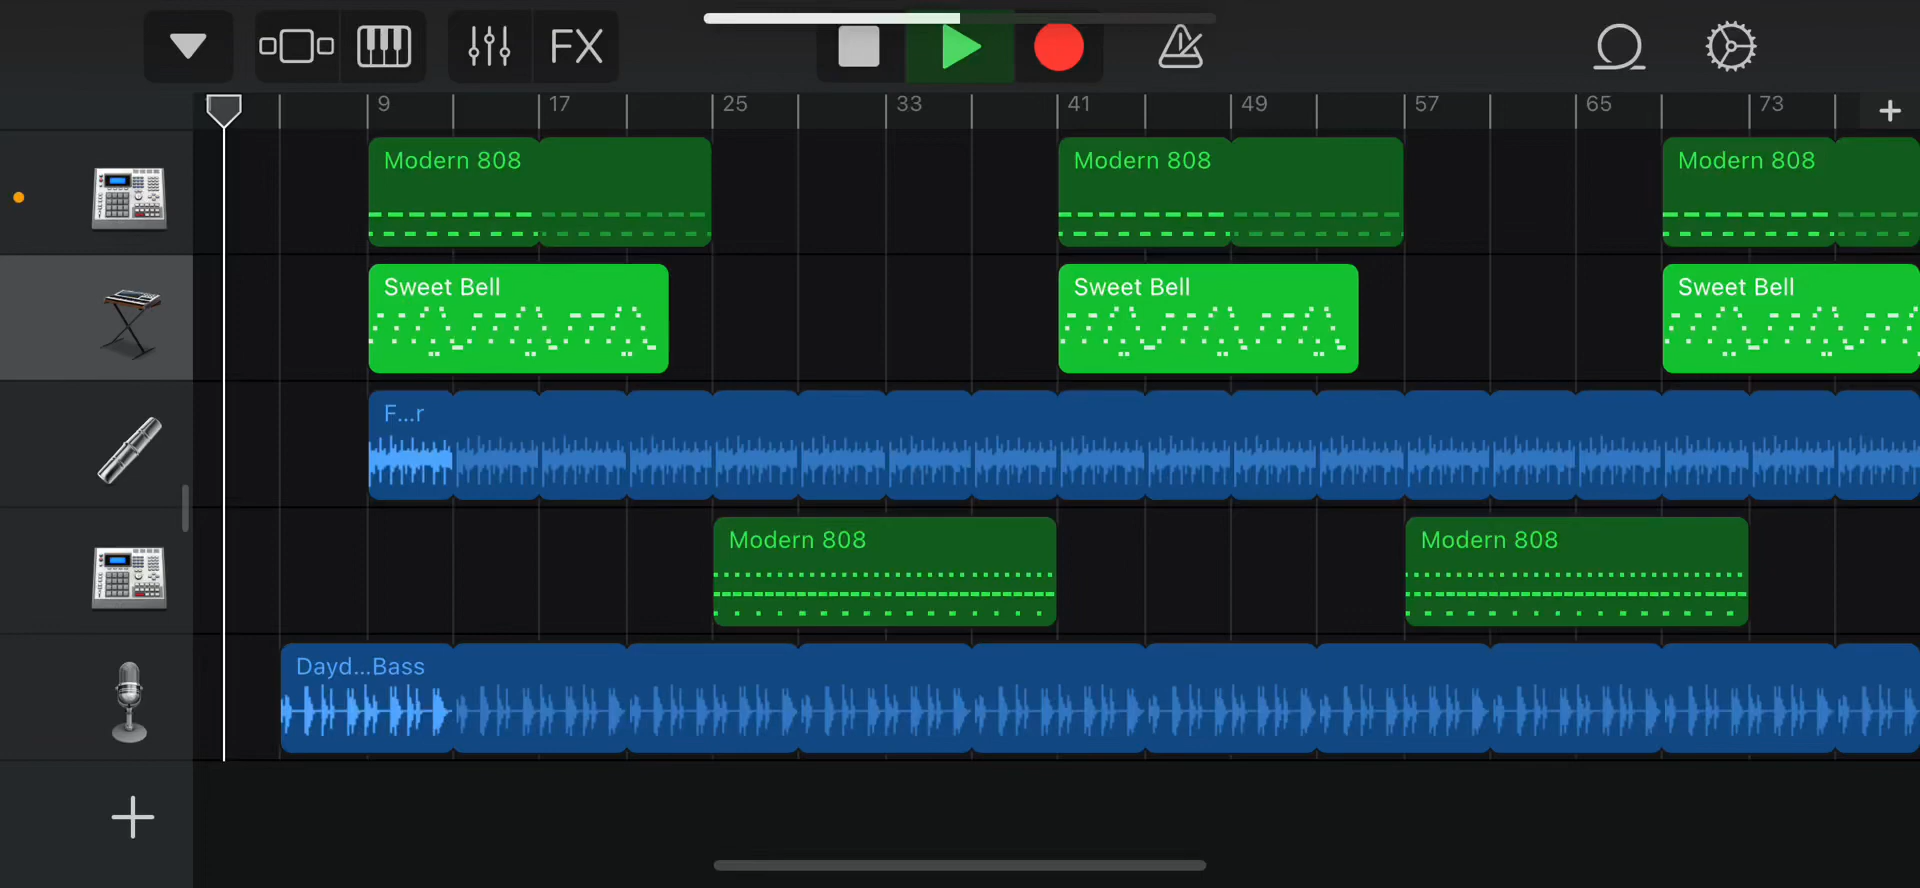 FX
9 17 25 33 41 49 57 65 73
Modern 808 Modern 808 Modern 808
Sweet Bell Sweet Bell Sweet Bell
F...r
Modern 808 Modern 808
Dayd...Bass